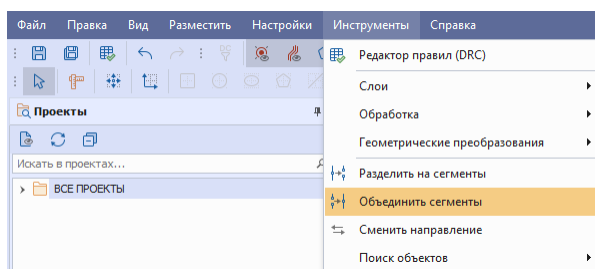 Файл Правка Вид Разместить Настройки Инструменты Справка
Редактор правил (DRC)
Слои
Обработка
Геометрические преобразования
Разделить на сегменты
Объединить сегменты
Сменить направление
Поиск объектов
Проекты
Искать в проектах...
ВСЕ ПРОЕКТЫ